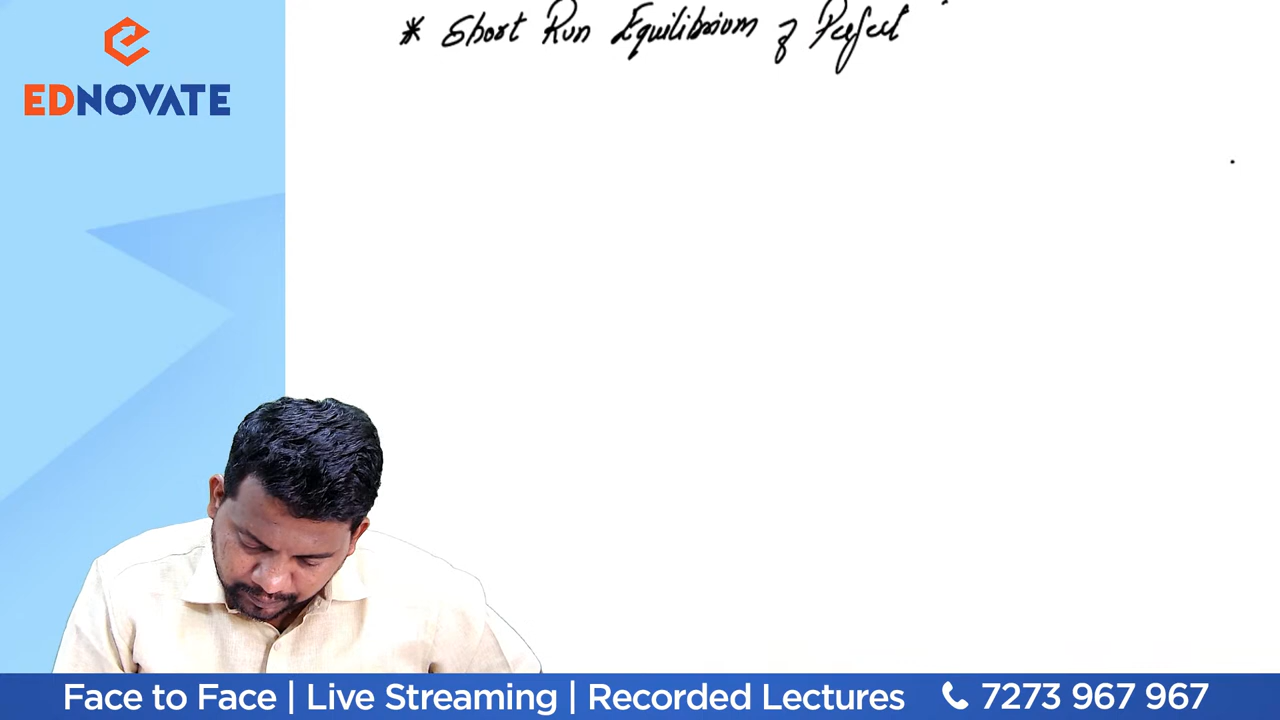 * Short Run Equilibrium of Perfect
EDNOVATE
Face to Face | Live Streaming | Recorded Lectures 7273 967 967